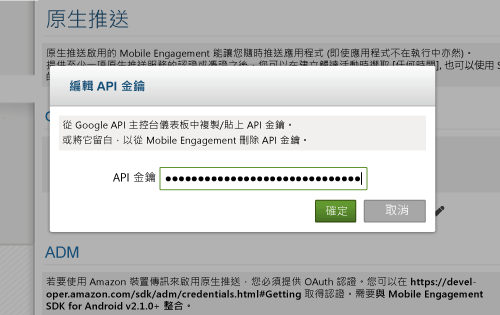 原生推送
原生推送啟用的 Mobile Engagement 能讓您隨時推送應用程式 (即使應用程式不在執行中亦然)。
提供至少一項原生推送服務的認證或憑證之後，您可以在建立觸達活動時選取 [任何時間], 也可以使用 S
編輯 API 金鑰
從 Google API 主控台儀表板中複製/貼上 API 金鑰。
或將它留白，以從 Mobile Engagement 刪除 API 金鑰。
API 金鑰 ●●●●●●●●●●●●●●●●●●●●●●●●●●●●●●
確定 取消
ADM
若要使用 Amazon 裝置傳訊來啟用原生推送，您必須提供 OAuth 認證。您可以在 https://devel-
oper.amazon.com/sdk/adm/credentials.html#Getting 取得認證。需要與 Mobile Engagement
SDK for Android v2.1.0+ 整合。